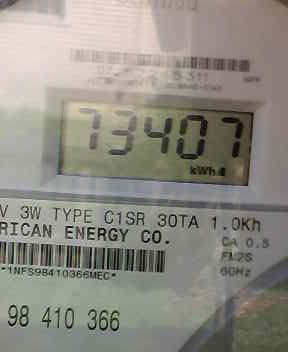 73407
kWh
V 3W TYPE C1SR 30TA 1.0Kh
RICAN ENERGY CO.
CA 0.5
FM2S
60Hz
*1NFS98410366MEC*
98 410 366